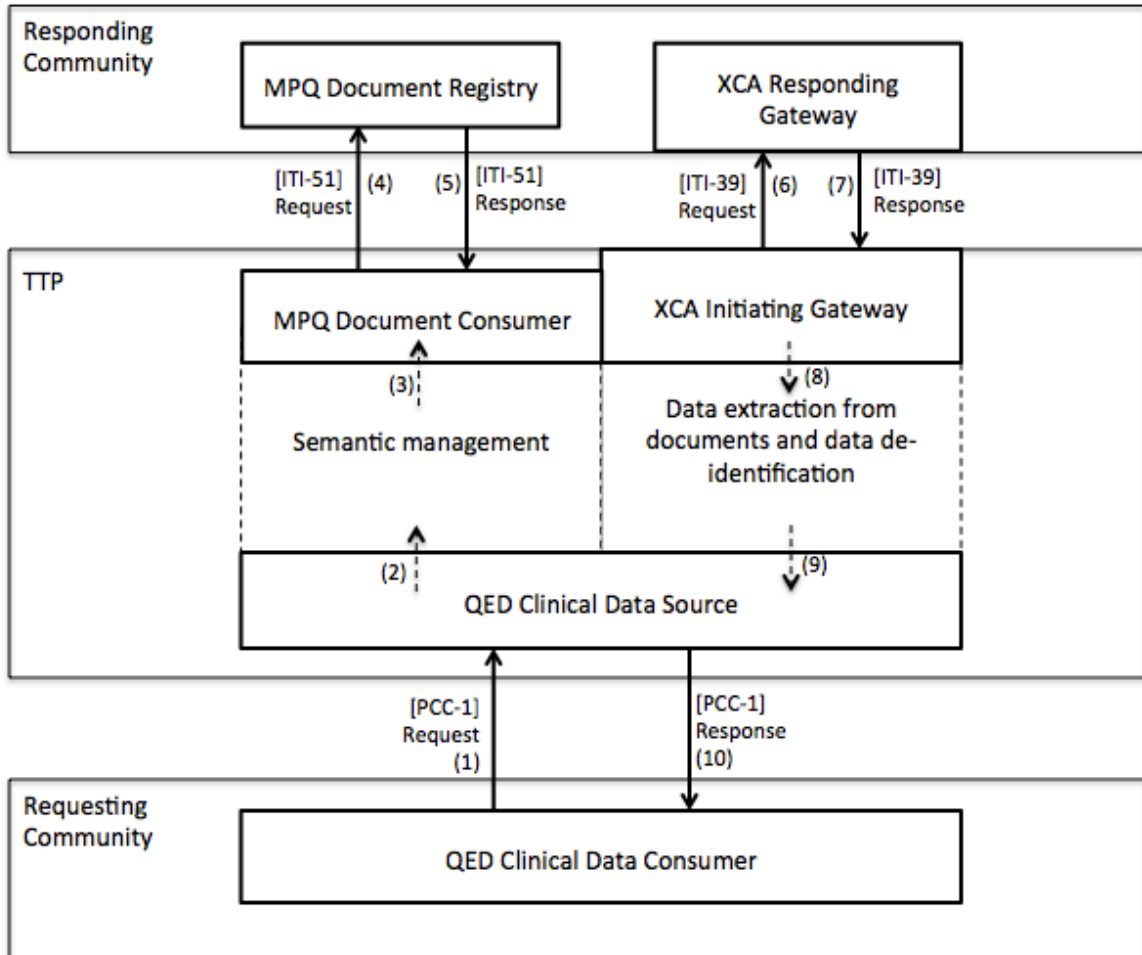 Responding
Community
MPQ Document Registry
XCA Responding
Gateway
[ITI-51]
Request
(4)
(5)
[ITI-51]
Response
[ITI-39]
Request
(6)
(7)
[ITI-39]
Response
TTP
MPQ Document Consumer
XCA Initiating Gateway
(3)
(8)
Semantic management
Data extraction from
documents and data de-
identification
(2)
(9)
QED Clinical Data Source
[PCC-1]
Request
(1)
[PCC-1]
Response
(10)
Requesting
Community
QED Clinical Data Consumer